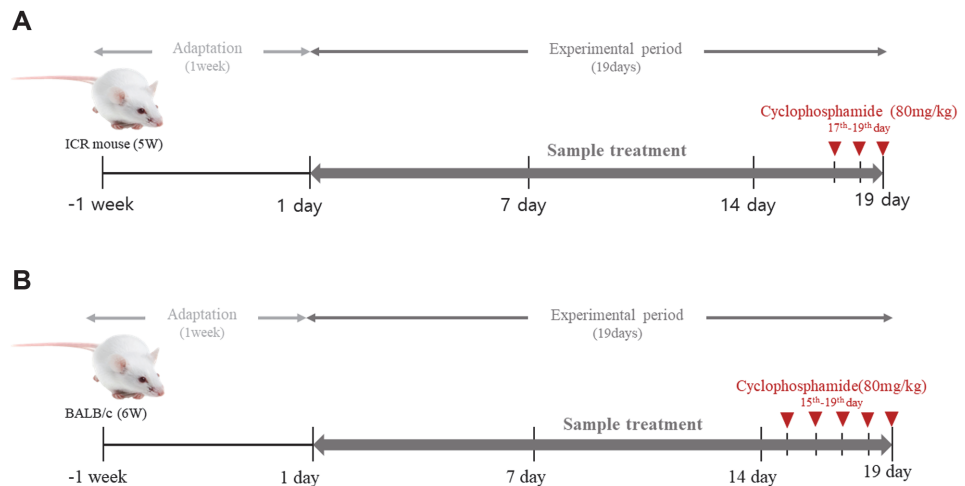 A
Adaptation
(1week)
Experimental period
(19days)
Cyclophosphamide (80mg/kg)
17th-19th day
ICR mouse (5W)
Sample treatment
-1 week
1 day
7 day
14 day
19 day
B
Adaptation
(1week)
Experimental period
(19days)
Cyclophosphamide(80mg/kg)
15th-19th day
BALB/c (6W)
Sample treatment
-1 week
1 day
7 day
14 day
19 day